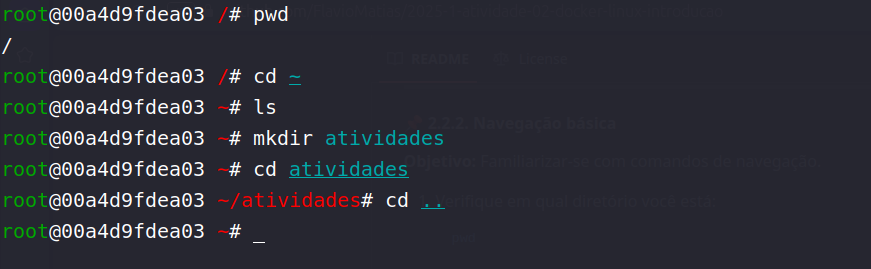 root@00a4d9fdea03 /# pwd
/
root@00a4d9fdea03 /# cd ~
root@00a4d9fdea03 ~# ls
root@00a4d9fdea03 ~# mkdir atividades
root@00a4d9fdea03 ~# cd atividades
root@00a4d9fdea03 ~/atividades# cd ..
root@00a4d9fdea03 ~# _
README
License
2.2.2. Navegação básica
Objetivo: Familiarizar-se com comandos de navegação
em qual diretório você está